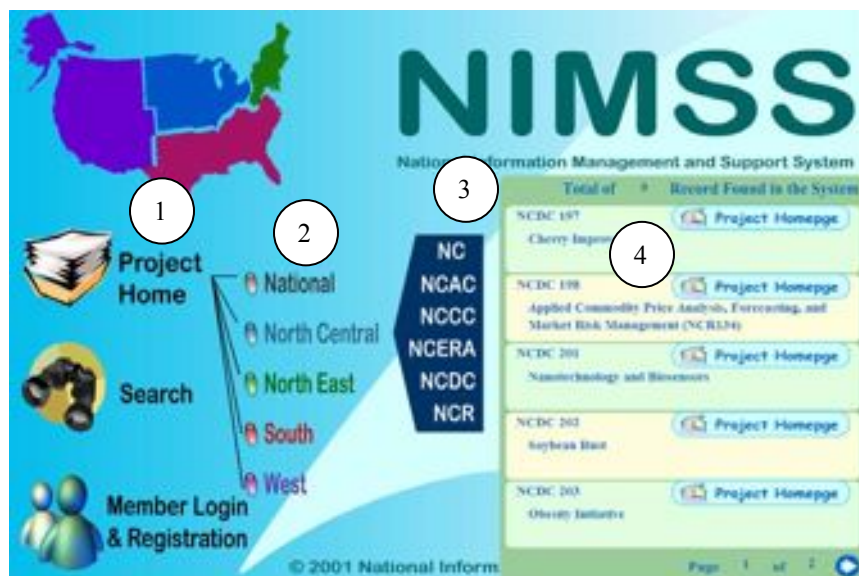 NIMSS
National Information Management and Support System
1
2
3
4
Project
Home
Search
Member Login
& Registration
National
North Central
North East
South
West
NC
NCAC
NCCC
NCERA
NCDC
NCR
Total of Record Found in the System
NCDC 197 Project Homepge
Cherry
NCDC 198 Project Homepge
Applied Commodity Price Analysis, Forecasting, and
Market Risk Management (NCR134)
NCDC 201 Project Homepge
Nanotechnology and Biosensors
NCDC 202 Project Homepge
Soybean Rust
NCDC 203 Project Homepge
Obesity Initiative
Page 1 of 2
© 2001 National Inform